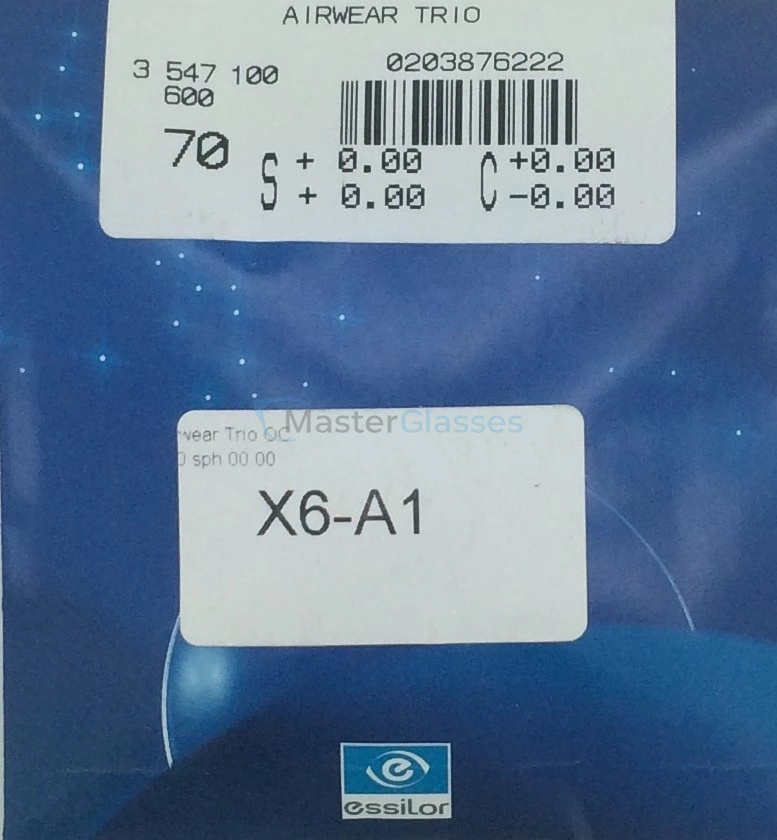 AIRWEAR TRIO
3 547 100
600
0203876222
70
S + 0.00 C +0.00
+ 0.00 -0.00
MasterGlasses
wear Trio OC
0 sph 00 00
X6-A1
essilor